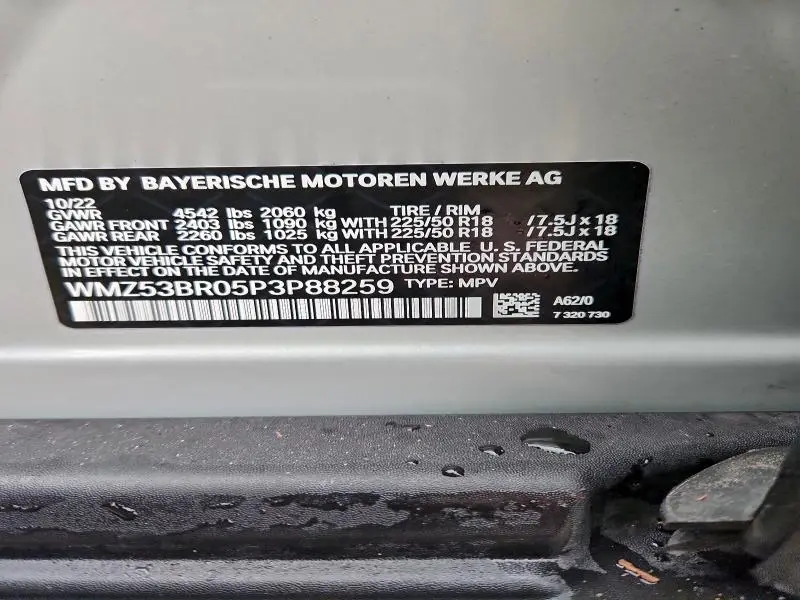 MFD BY BAYERISCHE MOTOREN WERKE AG
10/22
GVWR 4542 lbs 2060 kg TIRE / RIM
GAWR FRONT 2403 lbs 1090 kg WITH 225/50 R18 /7.5J x 18
GAWR REAR 2260 lbs 1025 kg WITH 225/50 R18 /7.5J x 18
THIS VEHICLE CONFORMS TO ALL APPLICABLE U. S. FEDERAL
MOTOR VEHICLE SAFETY AND THEFT PREVENTION STANDARDS
IN EFFECT ON THE DATE OF MANUFACTURE SHOWN ABOVE.
WMZ53BR05P3P88259 TYPE: MPV
A62/0
7 320 730